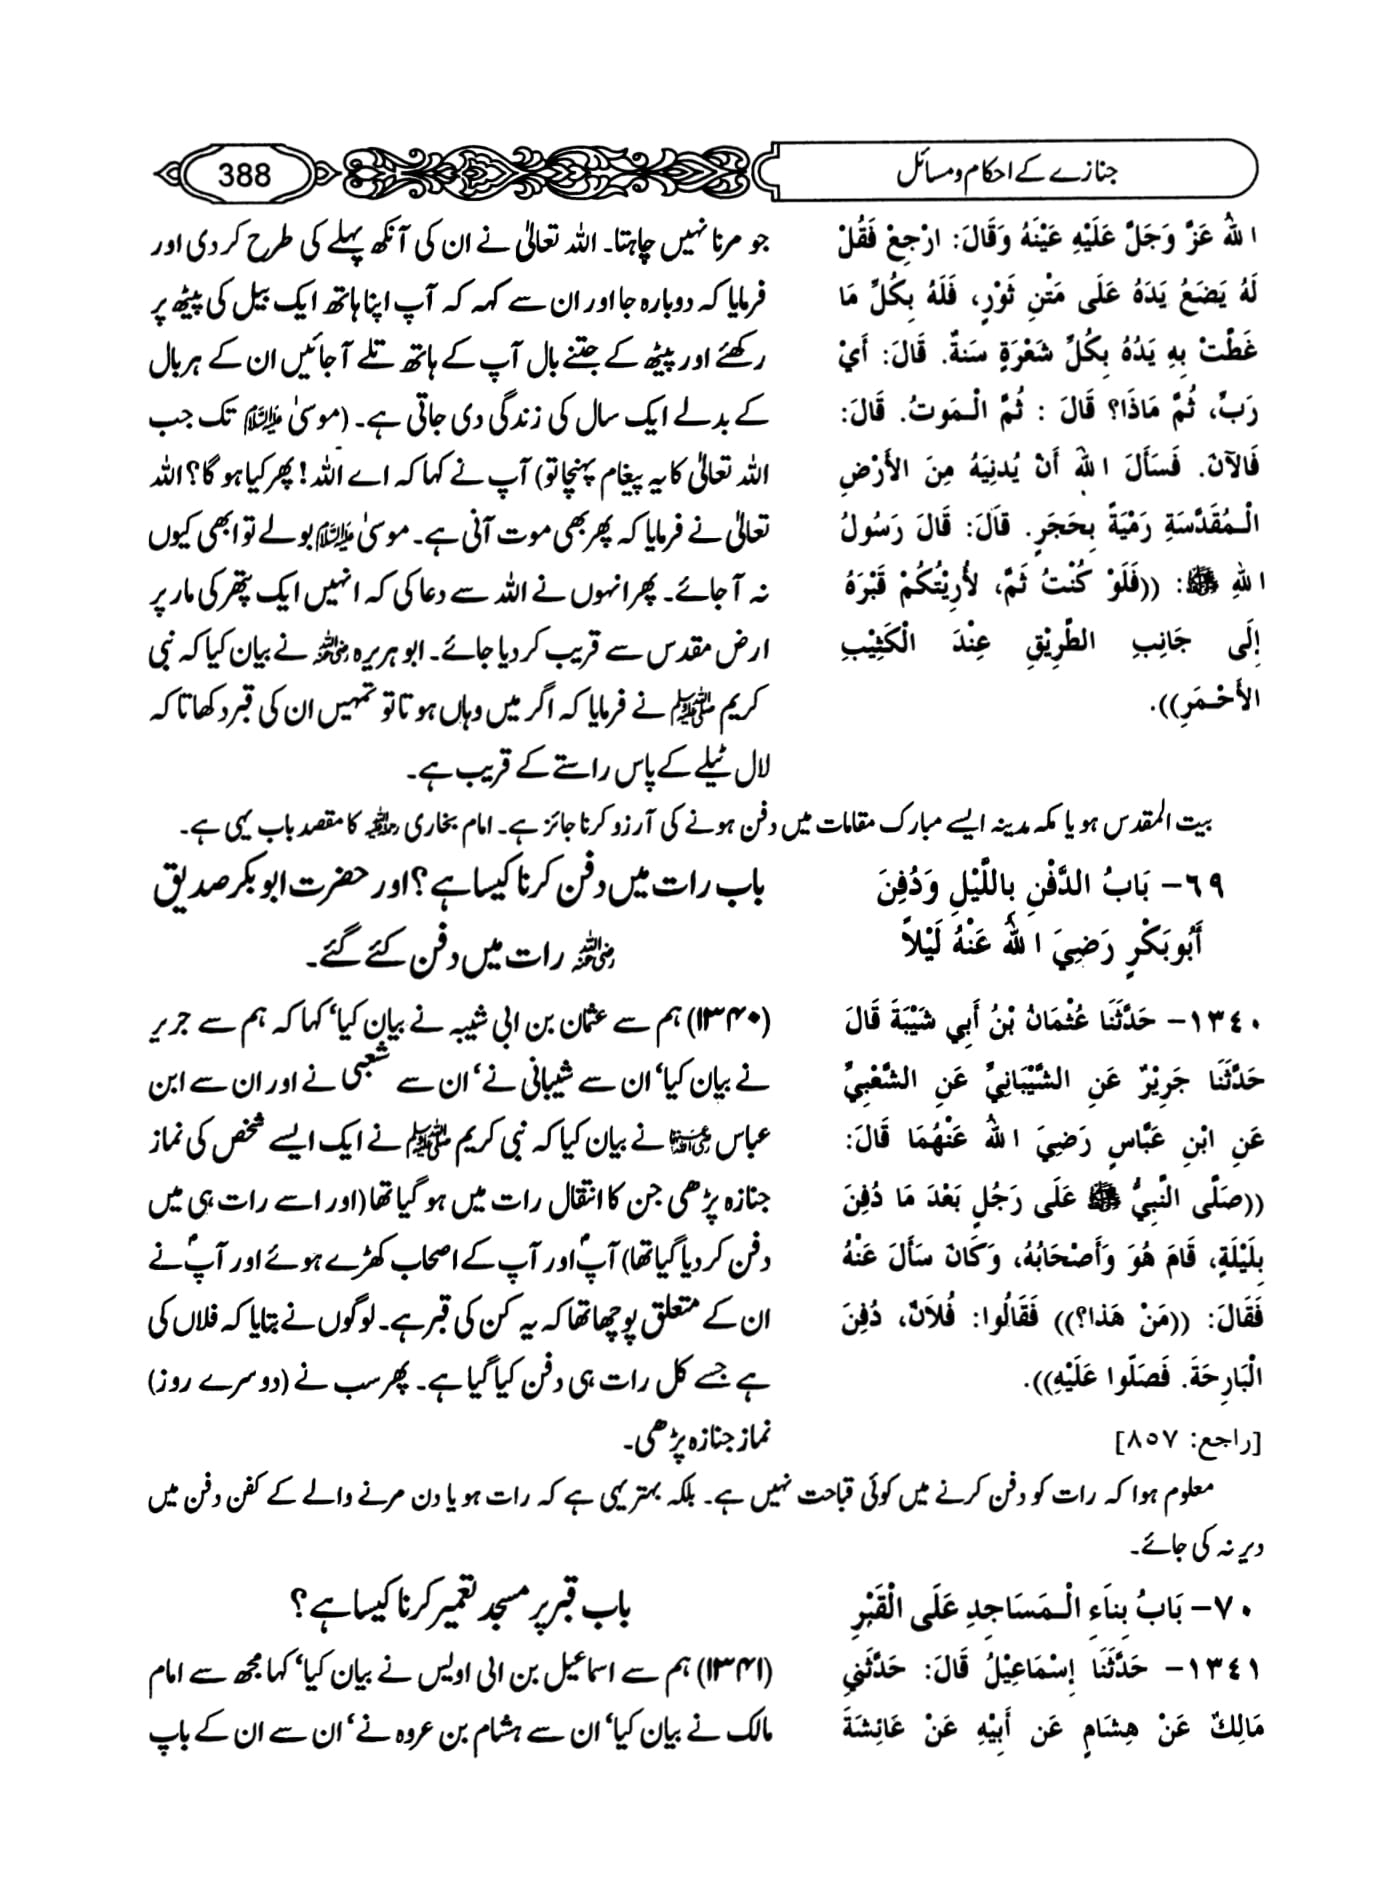 جنازے کے احکام و مسائل
388
اللهُ عَزَّ وَجَلَّ عَلَيْهِ عَيْنَهُ وَقَالَ: ارْجِعْ فَقُلْ
لَهُ يَضَعُ يَدَهُ عَلَى مَتْنِ ثَوْرٍ، فَلَهُ بِكُلِّ مَا
غَطَّتْ بِهِ يَدُهُ بِكُلِّ شَعْرَةٍ سَنةٌ. قَالَ: أَيْ
رَبِّ، ثُمَّ مَاذَا؟ قَالَ : ثُمَّ الْمَوتُ. قَالَ:
فَالآنَ. فَسَأَلَ اللهَ أَنْ يُدنِيَهُ مِنَ الأَرْضِ
الْمُقَدَّسَةِ رَمْيَةً بِحَجَرٍ. قَالَ: قَالَ رَسُولُ
اللهِ ﷺ: ((فَلَوْ كُنْتُ ثَمَّ، لأَرِيْتُكُمْ قَبْرَهُ
إِلَى جَانِبِ الطَّرِيْقِ عِنْدَ الْكَثِيْبِ
الأَحْمَرِ)).
جو مرنا نہیں چاہتا۔ اللہ تعالیٰ نے ان کی آنکھ پہلے کی طرح کر دی اور
فرمایا کہ دوبارہ جا اور ان سے کہہ کہ آپ اپنا ہاتھ ایک بیل کی پیٹھ پر
رکھئے اور پیٹھ کے جتنے بال آپ کے ہاتھ تلے آجائیں ان کے ہر بال
کے بدلے ایک سال کی زندگی دی جاتی ہے۔ (موسیٰ علیہ السلام تک جب
اللہ تعالیٰ کا یہ پیغام پہنچا تو) آپ نے کہا کہ اے اللہ! پھر کیا ہو گا؟ اللہ
تعالیٰ نے فرمایا کہ پھر بھی موت آنی ہے۔ موسیٰ علیہ السلام بولے تو ابھی کیوں
نہ آجائے۔ پھر انہوں نے اللہ سے دعا کی کہ انہیں ایک پتھر کی مار پر
ارض مقدس سے قریب کر دیا جائے۔ ابو ہریرہ رضی اللہ عنہ نے بیان کیا کہ نبی
کریم ﷺ نے فرمایا کہ اگر میں وہاں ہوتا تو تمہیں ان کی قبر دکھاتا کہ
لال ٹیلے کے پاس راستے کے قریب ہے۔
بیت المقدس ہو یا مکہ مدینہ ایسے مبارک مقامات میں دفن ہونے کی آرزو کرنا جائز ہے۔ امام بخاری رحمہ اللہ کا مقصد باب یہی ہے۔
٦٩- بَابُ الدَّفْنِ بِاللَّيْلِ وَدُفِنَ
أَبُوبَكْرٍ رَضِيَ اللهُ عَنْهُ لَيْلاً
باب رات میں دفن کرنا کیسا ہے؟ اور حضرت ابو بکر صدیق
رضی اللہ عنہ رات میں دفن کئے گئے۔
١٣٤٠- حَدَّثَنَا عُثْمَانُ بْنُ أَبِي شَيْبَةَ قَالَ
حَدَّثَنَا جَرِيْرٌ عَنِ الشَّيْبَانِيِّ عَنِ الشَّعْبِيِّ
عَنِ ابْنِ عَبَّاسٍ رَضِيَ اللهُ عَنْهُمَا قَالَ:
((صَلَّى النَّبِيُّ ﷺ عَلَى رَجُلٍ بَعْدَ مَا دُفِنَ
بِلَيْلَةٍ، قَامَ هُوَ وَأَصْحَابُهُ، وَكَانَ سَأَلَ عَنْهُ
فَقَالَ: ((مَنْ هَذا؟)) فَقَالُوا: فُلاَنٌ، دُفِنَ
الْبَارِحَةَ. فَصَلَّوا عَلَيْهِ)).
[راجع: ٨٥٧]
(۱۳۴۰) ہم سے عثمان بن ابی شیبہ نے بیان کیا‘ کہا کہ ہم سے جریر
نے بیان کیا‘ ان سے شیبانی نے‘ ان سے شعبی نے اور ان سے ابن
عباس رضی اللہ عنہما نے بیان کیا کہ نبی کریم ﷺ نے ایک ایسے شخص کی نماز
جنازہ پڑھی جن کا انتقال رات میں ہو گیا تھا (اور اسے رات ہی میں
دفن کر دیا گیا تھا) آپؐ اور آپ کے اصحاب کھڑے ہوئے اور آپؐ نے
ان کے متعلق پوچھا تھا کہ یہ کن کی قبر ہے۔ لوگوں نے بتایا کہ فلاں کی
ہے جسے کل رات ہی دفن کیا گیا ہے۔ پھر سب نے (دوسرے روز)
نماز جنازہ پڑھی۔
معلوم ہوا کہ رات کو دفن کرنے میں کوئی قباحت نہیں ہے۔ بلکہ بہتر یہی ہے کہ رات ہو یا دن مرنے والے کے کفن دفن میں
دیر نہ کی جائے۔
٧٠- بَابُ بِنَاءِ الْمَسَاجِدِ عَلَى الْقَبْرِ
باب قبر پر مسجد تعمیر کرنا کیسا ہے؟
١٣٤١- حَدَّثَنَا إِسْمَاعِيْلُ قَالَ: حَدَّثَنِي
مَالِكٌ عَنْ هِشَامٍ عَن أَبِيْهِ عَنْ عَائِشَةَ
(۱۳۴۱) ہم سے اسماعیل بن ابی اویس نے بیان کیا‘ کہا مجھ سے امام
مالک نے بیان کیا‘ ان سے ہشام بن عروہ نے‘ ان سے ان کے باپ